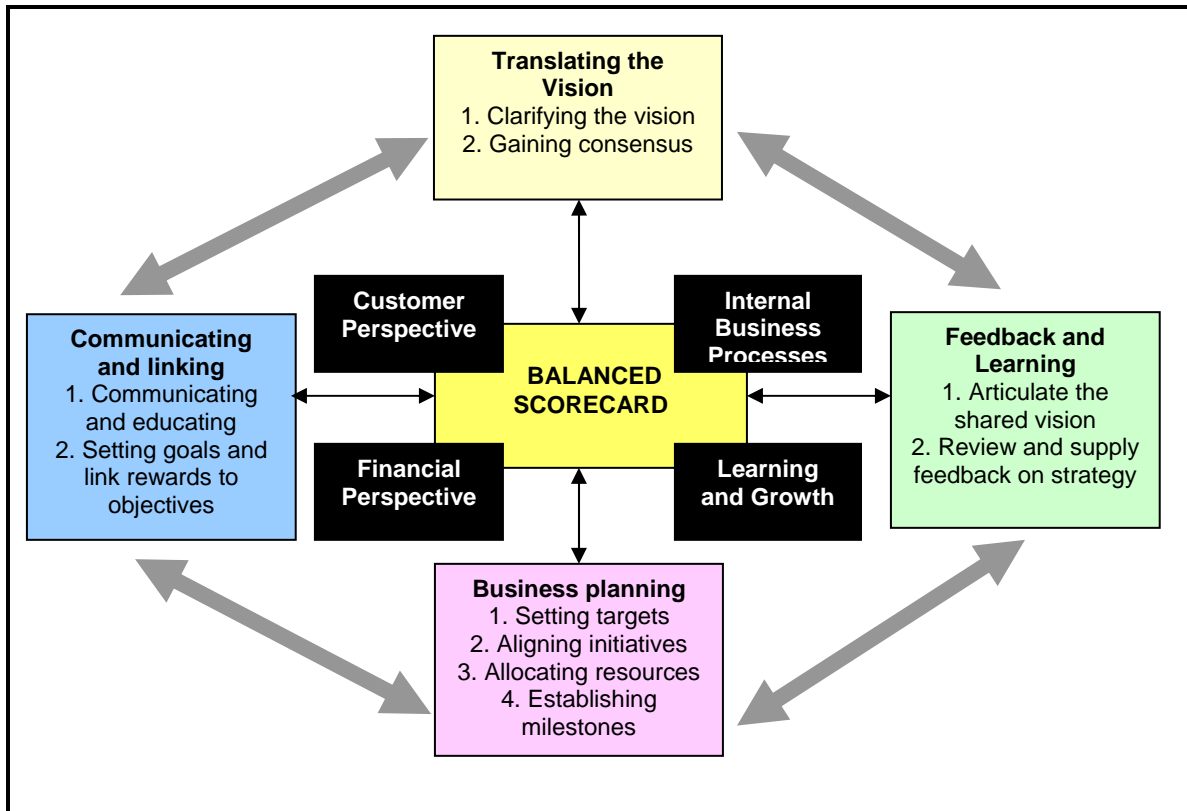 Translating the
Vision
1. Clarifying the vision
2. Gaining consensus
Customer
Perspective
Internal
Business
Processes
Communicating
and linking
1. Communicating
and educating
2. Setting goals and
link rewards to
objectives
BALANCED
SCORECARD
Feedback and
Learning
1. Articulate the
shared vision
2. Review and supply
feedback on strategy
Financial
Perspective
Learning
and Growth
Business planning
1. Setting targets
2. Aligning initiatives
3. Allocating resources
4. Establishing
milestones